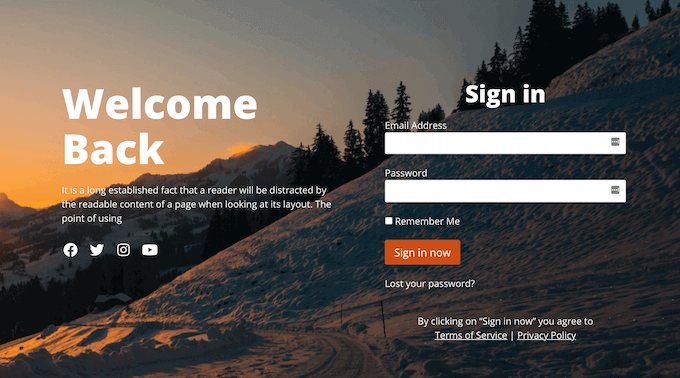 Welcome
Back
It is a long established fact that a reader will be distracted by
the readable content of a page when looking at its layout. The
point of using
Sign in
Email Address
Password
Remember Me
Sign in now
Lost your password?
By clicking on “Sign in now” you agree to
Terms of Service | Privacy Policy